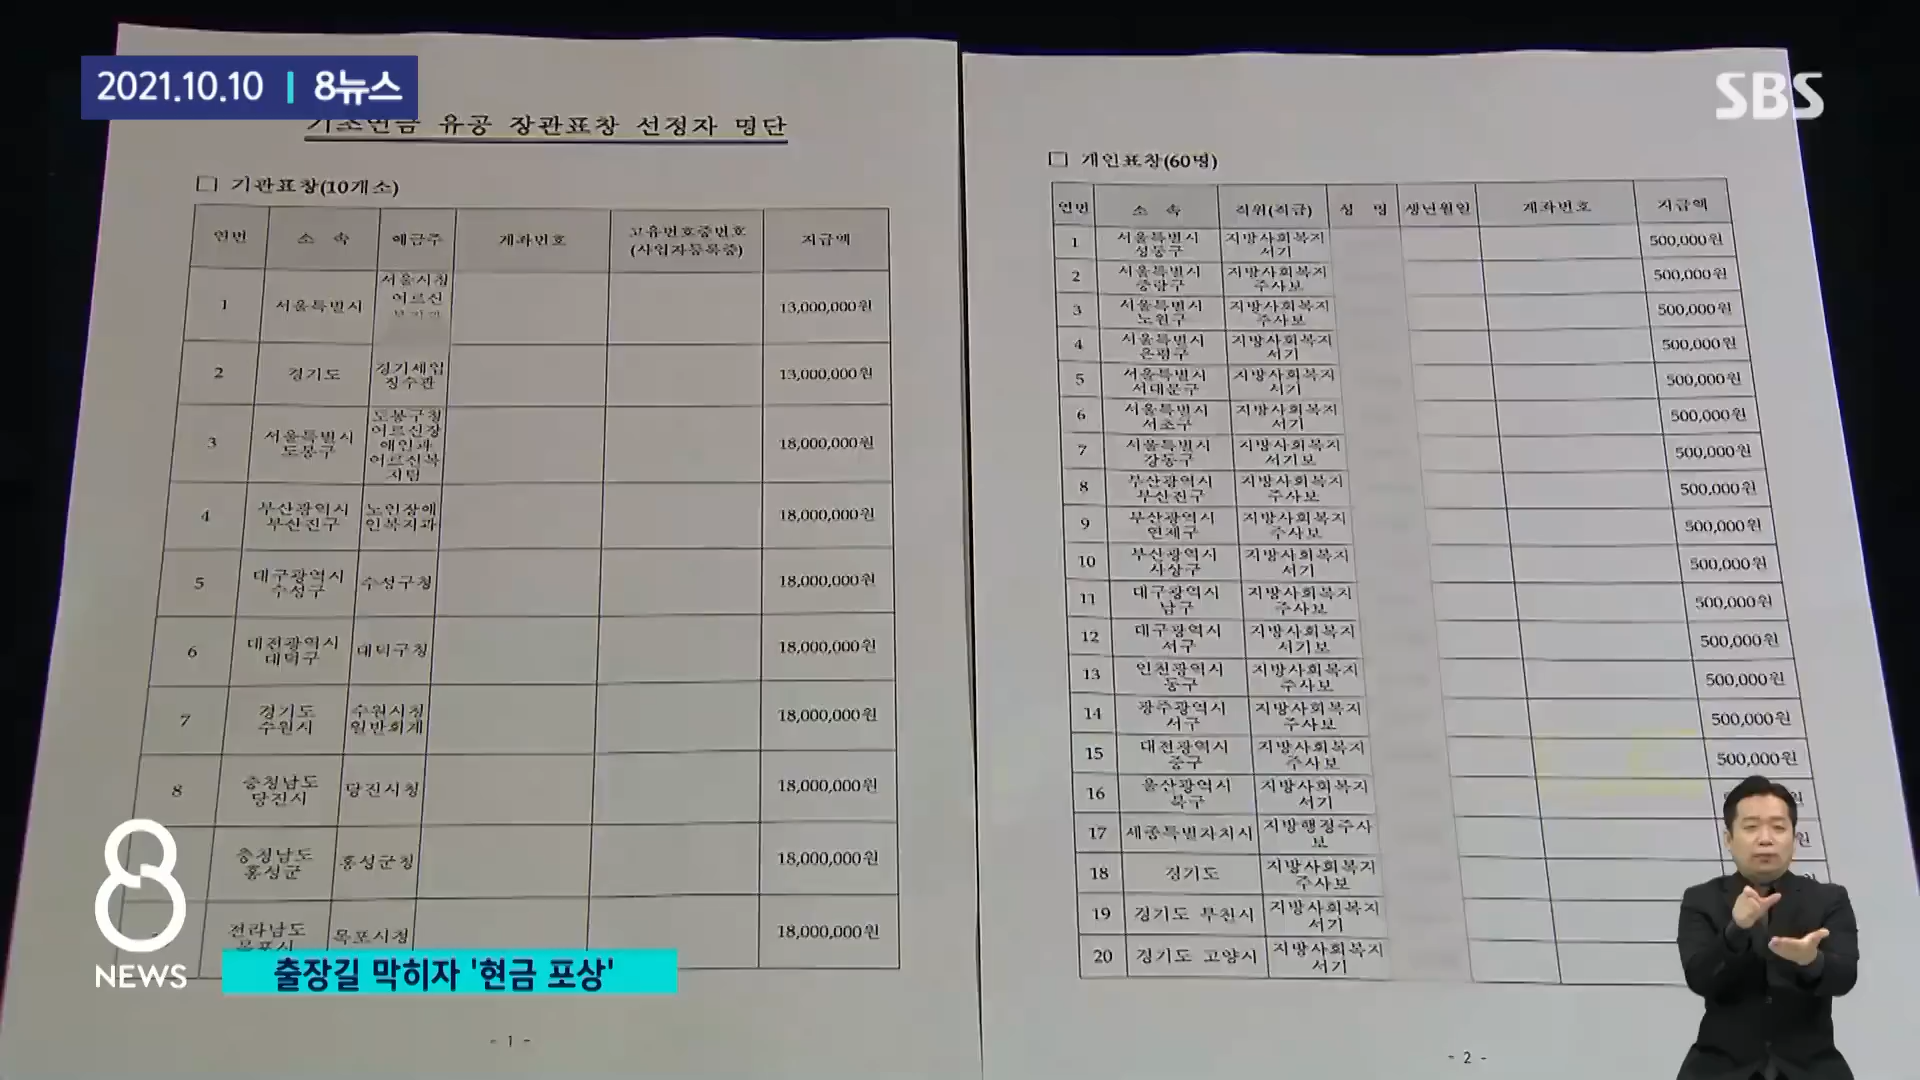 2021.10.10 | 8뉴스
SBS
기초연금 유공 장관표창 선정자 명단
□ 기관표창(10개소)
연번 소 속 예금주 계좌번호 고유번호증번호 (사업자등록증) 지급액
1 서울특별시 서울시청 어르신 13,000,000원
2 경기도 경기세입 징수관 13,000,000원
3 서울특별시 도봉구 도봉구청 어르신장 애인과 어르신복 지팀 18,000,000원
4 부산광역시 부산진구 노인장애 인복지과 18,000,000원
5 대구광역시 수성구 수성구청 18,000,000원
6 대전광역시 대덕구 대덕구청 18,000,000원
7 경기도 수원시 수원시청 일반회계 18,000,000원
8 충청남도 당진시 당진시청 18,000,000원
충청남도 홍성군 홍성군청 18,000,000원
전라남도 목포시 목포시청 18,000,000원
- 1 -
□ 개인표창(60명)
연번 소 속 직위(직급) 성 명 생년월일 계좌번호 지급액
1 서울특별시 성동구 지방사회복지 서기 500,000원
2 서울특별시 중랑구 지방사회복지 주사보 500,000원
3 서울특별시 노원구 지방사회복지 주사보 500,000원
4 서울특별시 은평구 지방사회복지 서기 500,000원
5 서울특별시 서대문구 지방사회복지 서기 500,000원
6 서울특별시 서초구 지방사회복지 서기 500,000원
7 서울특별시 강동구 지방사회복지 서기보 500,000원
8 부산광역시 부산진구 지방사회복지 주사보 500,000원
9 부산광역시 연제구 지방사회복지 주사보 500,000원
10 부산광역시 사상구 지방사회복지 서기 500,000원
11 대구광역시 남구 지방사회복지 주사보 500,000원
12 대구광역시 서구 지방사회복지 서기보 500,000원
13 인천광역시 동구 지방사회복지 주사보 500,000원
14 광주광역시 서구 지방사회복지 주사보 500,000원
15 대전광역시 중구 지방사회복지 주사보 500,000원
16 울산광역시 북구 지방사회복지 서기 원
17 세종특별자치시 지방행정주사 보 원
18 경기도 지방사회복지 주사보
19 경기도 부천시 지방사회복지 서기
20 경기도 고양시 지방사회복지 서기
- 2 -
8
NEWS
출장길 막히자 '현금 포상'